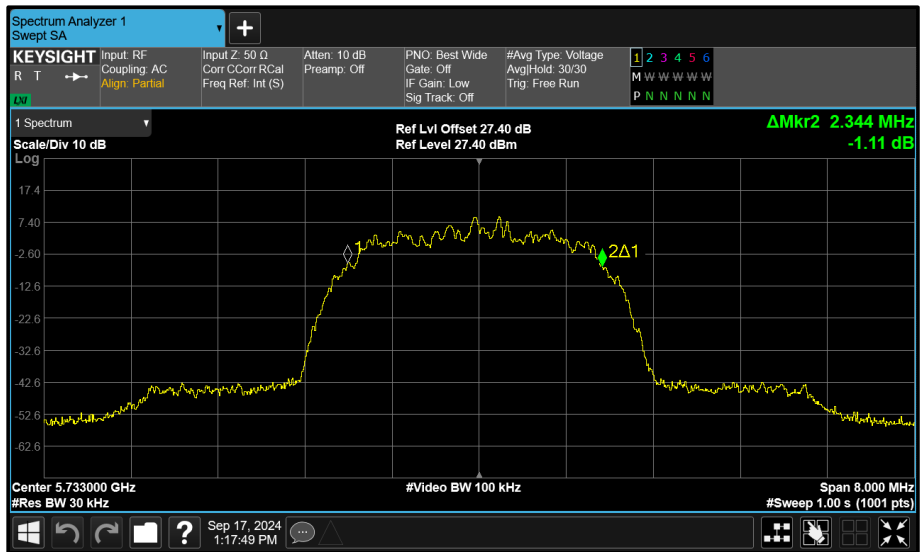 Spectrum Analyzer 1
Swept SA
KEYSIGHT
R T
LXI
Input: RF
Coupling: AC
Align: Partial
Input Z: 50 Ω
Corr CCorr RCal
Freq Ref: Int (S)
Atten: 10 dB
Preamp: Off
PNO: Best Wide
Gate: Off
IF Gain: Low
Sig Track: Off
#Avg Type: Voltage
Avg|Hold: 30/30
Trig: Free Run
1 2 3 4 5 6
M W W W W W
P N N N N N
1 Spectrum
Scale/Div 10 dB
Log
Ref Lvl Offset 27.40 dB
Ref Level 27.40 dBm
ΔMkr2 2.344 MHz
-1.11 dB
17.4
7.40
-2.60
-12.6
-22.6
-32.6
-42.6
-52.6
-62.6
1
2Δ1
Center 5.733000 GHz
#Res BW 30 kHz
#Video BW 100 kHz
Span 8.000 MHz
#Sweep 1.00 s (1001 pts)
?
Sep 17, 2024
1:17:49 PM